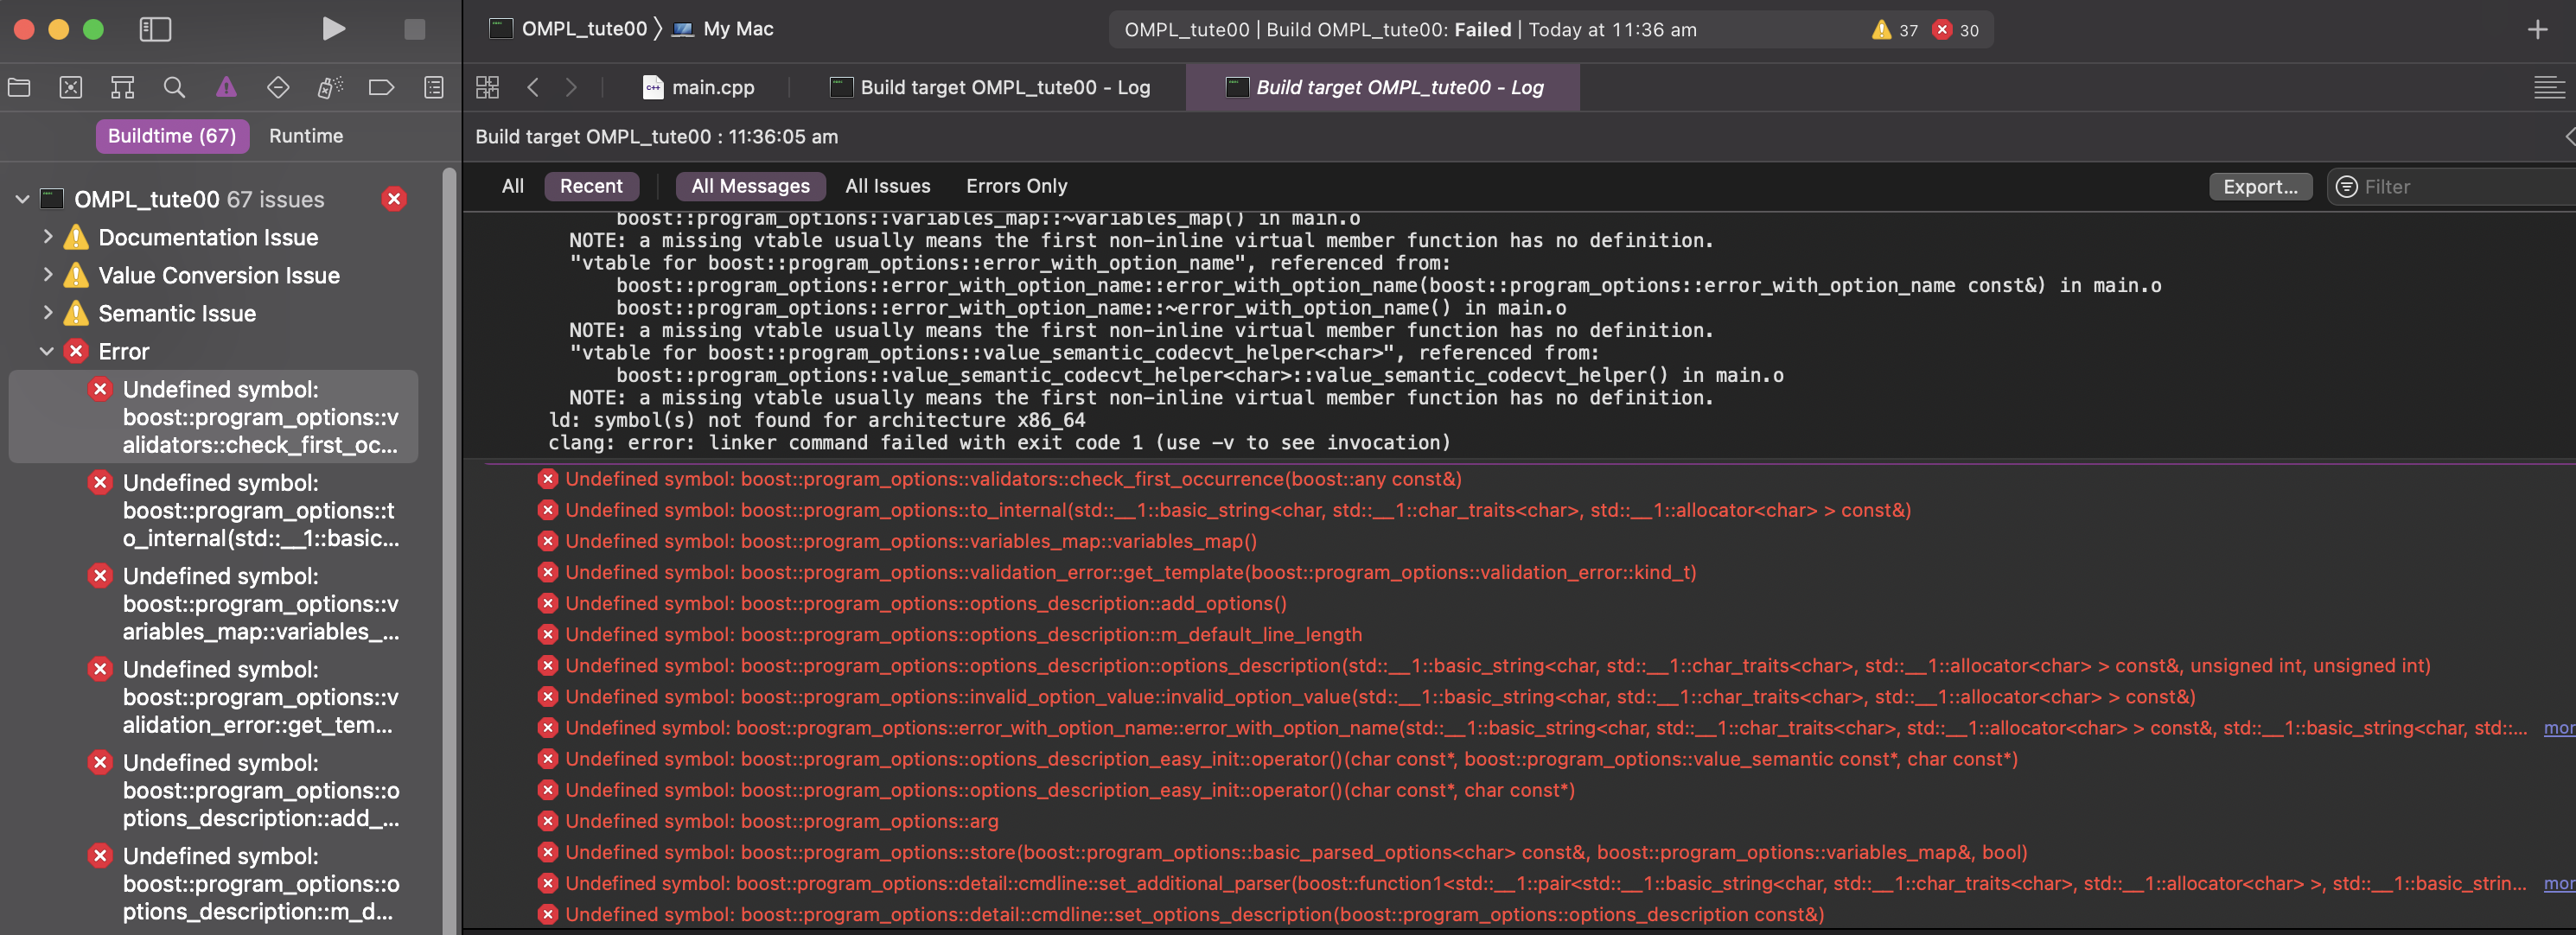 OMPL_tute00 〉 My Mac
OMPL_tute00 | Build OMPL_tute00: Failed | Today at 11:36 am
37
30
main.cpp
Build target OMPL_tute00 - Log
Build target OMPL_tute00 - Log
Buildtime (67)
Runtime
Build target OMPL_tute00 : 11:36:05 am
All
Recent
All Messages
All Issues
Errors Only
Export...
Filter
OMPL_tute00 67 issues
Documentation Issue
Value Conversion Issue
Semantic Issue
Error
Undefined symbol:
boost::program_options::v
alidators::check_first_oc...
Undefined symbol:
boost::program_options::t
o_internal(std::__1::basic...
Undefined symbol:
boost::program_options::v
ariables_map::variables_...
Undefined symbol:
boost::program_options::v
alidation_error::get_tem...
Undefined symbol:
boost::program_options::o
ptions_description::add_...
Undefined symbol:
boost::program_options::o
ptions_description::m_d...
boost::program_options::variables_map::~variables_map() in main.o
NOTE: a missing vtable usually means the first non-inline virtual member function has no definition.
"vtable for boost::program_options::error_with_option_name", referenced from:
boost::program_options::error_with_option_name::error_with_option_name(boost::program_options::error_with_option_name const&) in main.o
boost::program_options::error_with_option_name::~error_with_option_name() in main.o
NOTE: a missing vtable usually means the first non-inline virtual member function has no definition.
"vtable for boost::program_options::value_semantic_codecvt_helper<char>", referenced from:
boost::program_options::value_semantic_codecvt_helper<char>::value_semantic_codecvt_helper() in main.o
NOTE: a missing vtable usually means the first non-inline virtual member function has no definition.
ld: symbol(s) not found for architecture x86_64
clang: error: linker command failed with exit code 1 (use -v to see invocation)
Undefined symbol: boost::program_options::validators::check_first_occurrence(boost::any const&)
Undefined symbol: boost::program_options::to_internal(std::__1::basic_string<char, std::__1::char_traits<char>, std::__1::allocator<char> > const&)
Undefined symbol: boost::program_options::variables_map::variables_map()
Undefined symbol: boost::program_options::validation_error::get_template(boost::program_options::validation_error::kind_t)
Undefined symbol: boost::program_options::options_description::add_options()
Undefined symbol: boost::program_options::options_description::m_default_line_length
Undefined symbol: boost::program_options::options_description::options_description(std::__1::basic_string<char, std::__1::char_traits<char>, std::__1::allocator<char> > const&, unsigned int, unsigned int)
Undefined symbol: boost::program_options::invalid_option_value::invalid_option_value(std::__1::basic_string<char, std::__1::char_traits<char>, std::__1::allocator<char> > const&)
Undefined symbol: boost::program_options::error_with_option_name::error_with_option_name(std::__1::basic_string<char, std::__1::char_traits<char>, std::__1::allocator<char> > const&, std::__1::basic_string<char, std::... mor
Undefined symbol: boost::program_options::options_description_easy_init::operator()(char const*, boost::program_options::value_semantic const*, char const*)
Undefined symbol: boost::program_options::options_description_easy_init::operator()(char const*, char const*)
Undefined symbol: boost::program_options::arg
Undefined symbol: boost::program_options::store(boost::program_options::basic_parsed_options<char> const&, boost::program_options::variables_map&, bool)
Undefined symbol: boost::program_options::detail::cmdline::set_additional_parser(boost::function1<std::__1::pair<std::__1::basic_string<char, std::__1::char_traits<char>, std::__1::allocator<char> >, std::__1::basic_strin... mor
Undefined symbol: boost::program_options::detail::cmdline::set_options_description(boost::program_options::options_description const&)